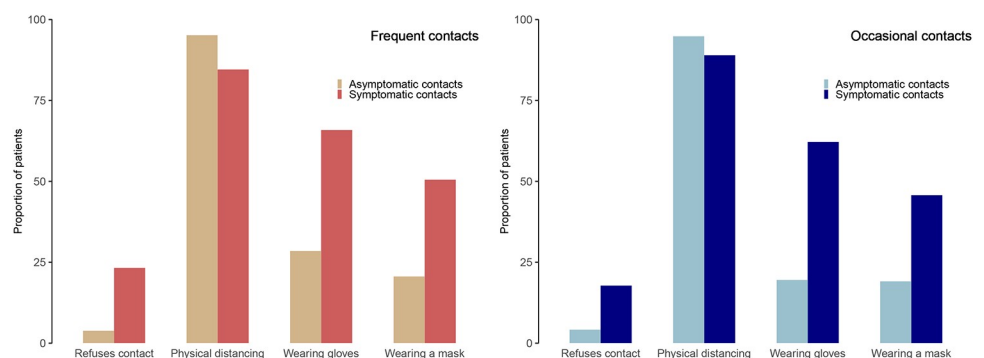 Frequent contacts
Asymptomatic contacts
Symptomatic contacts
Proportion of patients
100
75
50
25
0
Refuses contact Physical distancing Wearing gloves Wearing a mask
Occasional contacts
Asymptomatic contacts
Symptomatic contacts
Proportion of patients
100
75
50
25
0
Refuses contact Physical distancing Wearing gloves Wearing a mask